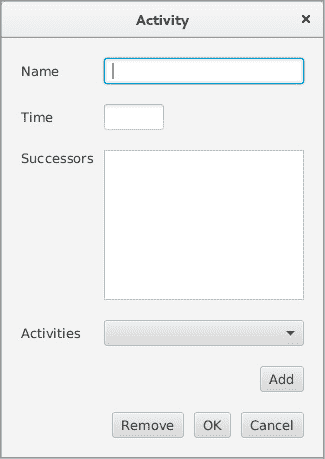 Activity ×
Name
Time
Successors
Activities
Add
Remove OK Cancel